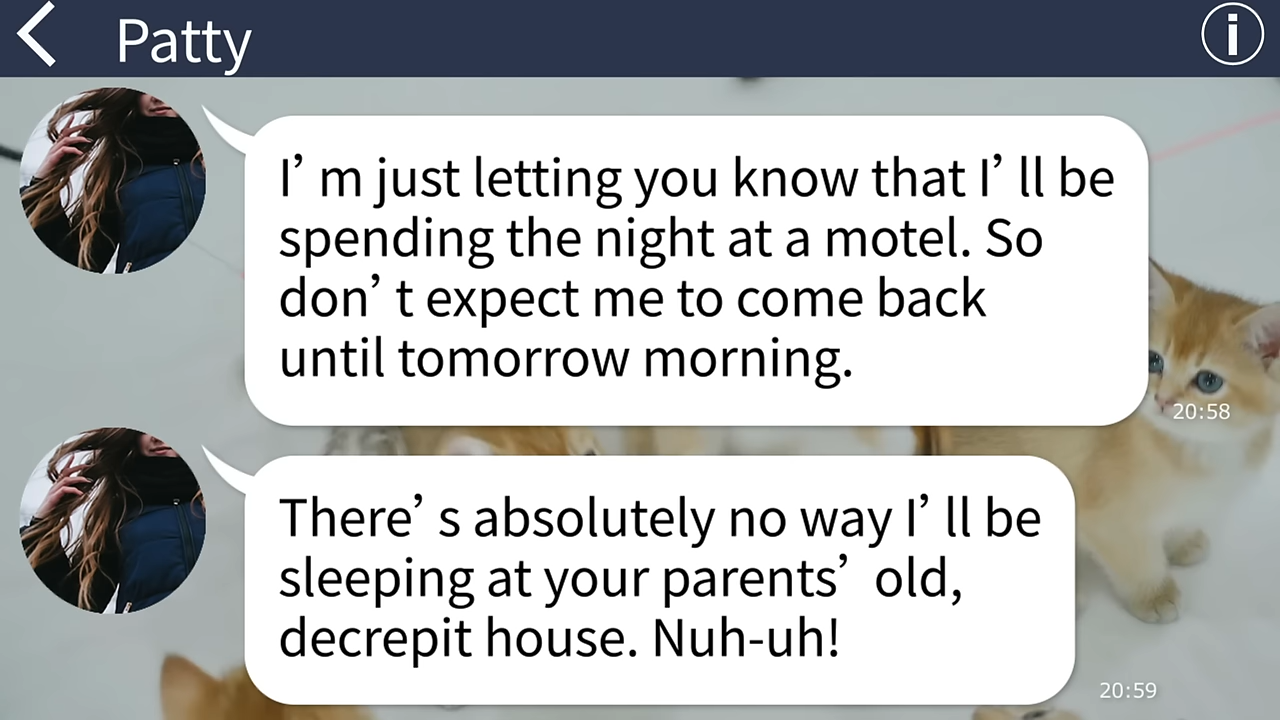 Patty
I’m just letting you know that I’ll be
spending the night at a motel. So
don’t expect me to come back
until tomorrow morning.
20:58
There’s absolutely no way I’ll be
sleeping at your parents’ old,
decrepit house. Nuh-uh!
20:59